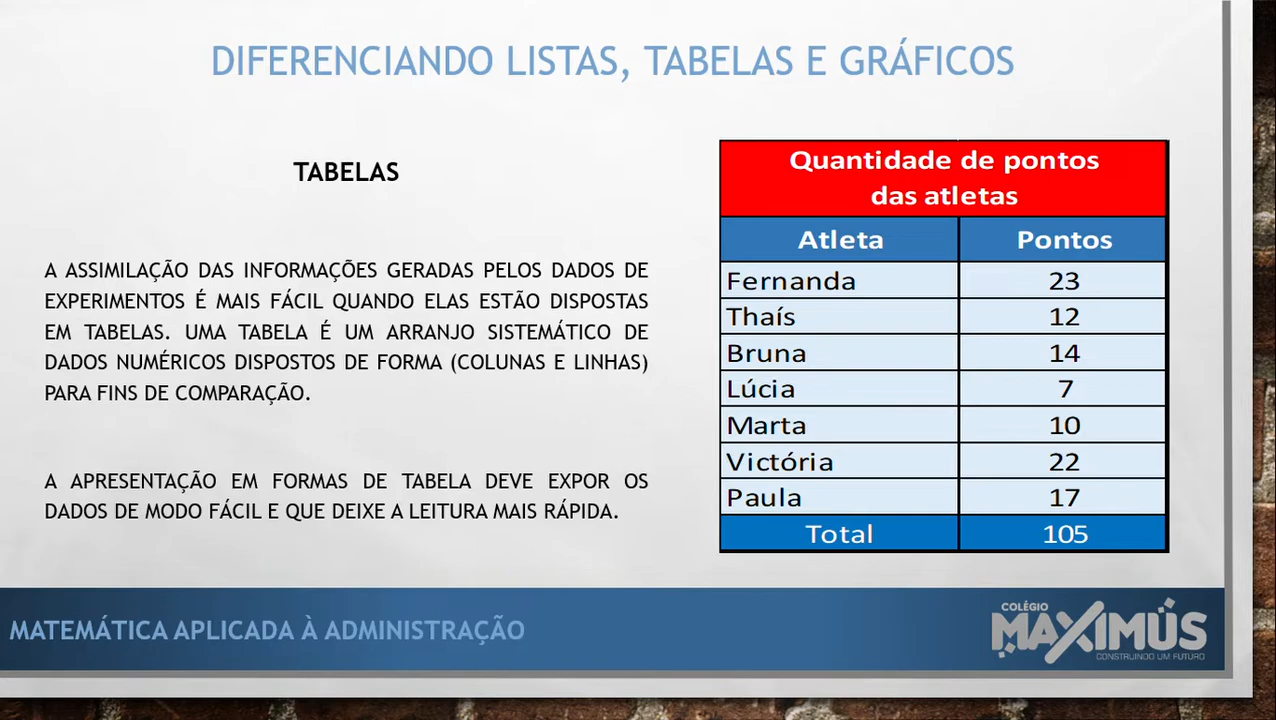 DIFERENCIANDO LISTAS, TABELAS E GRÁFICOS
TABELAS
A ASSIMILAÇÃO DAS INFORMAÇÕES GERADAS PELOS DADOS DE
EXPERIMENTOS É MAIS FÁCIL QUANDO ELAS ESTÃO DISPOSTAS
EM TABELAS. UMA TABELA É UM ARRANJO SISTEMÁTICO DE
DADOS NUMÉRICOS DISPOSTOS DE FORMA (COLUNAS E LINHAS)
PARA FINS DE COMPARAÇÃO.
A APRESENTAÇÃO EM FORMAS DE TABELA DEVE EXPOR OS
DADOS DE MODO FÁCIL E QUE DEIXE A LEITURA MAIS RÁPIDA.
Quantidade de pontos
das atletas
Atleta Pontos
Fernanda 23
Thaís 12
Bruna 14
Lúcia 7
Marta 10
Victória 22
Paula 17
Total 105
MATEMÁTICA APLICADA À ADMINISTRAÇÃO
COLÉGIO
MAXIMÚS
CONSTRUINDO UM FUTURO